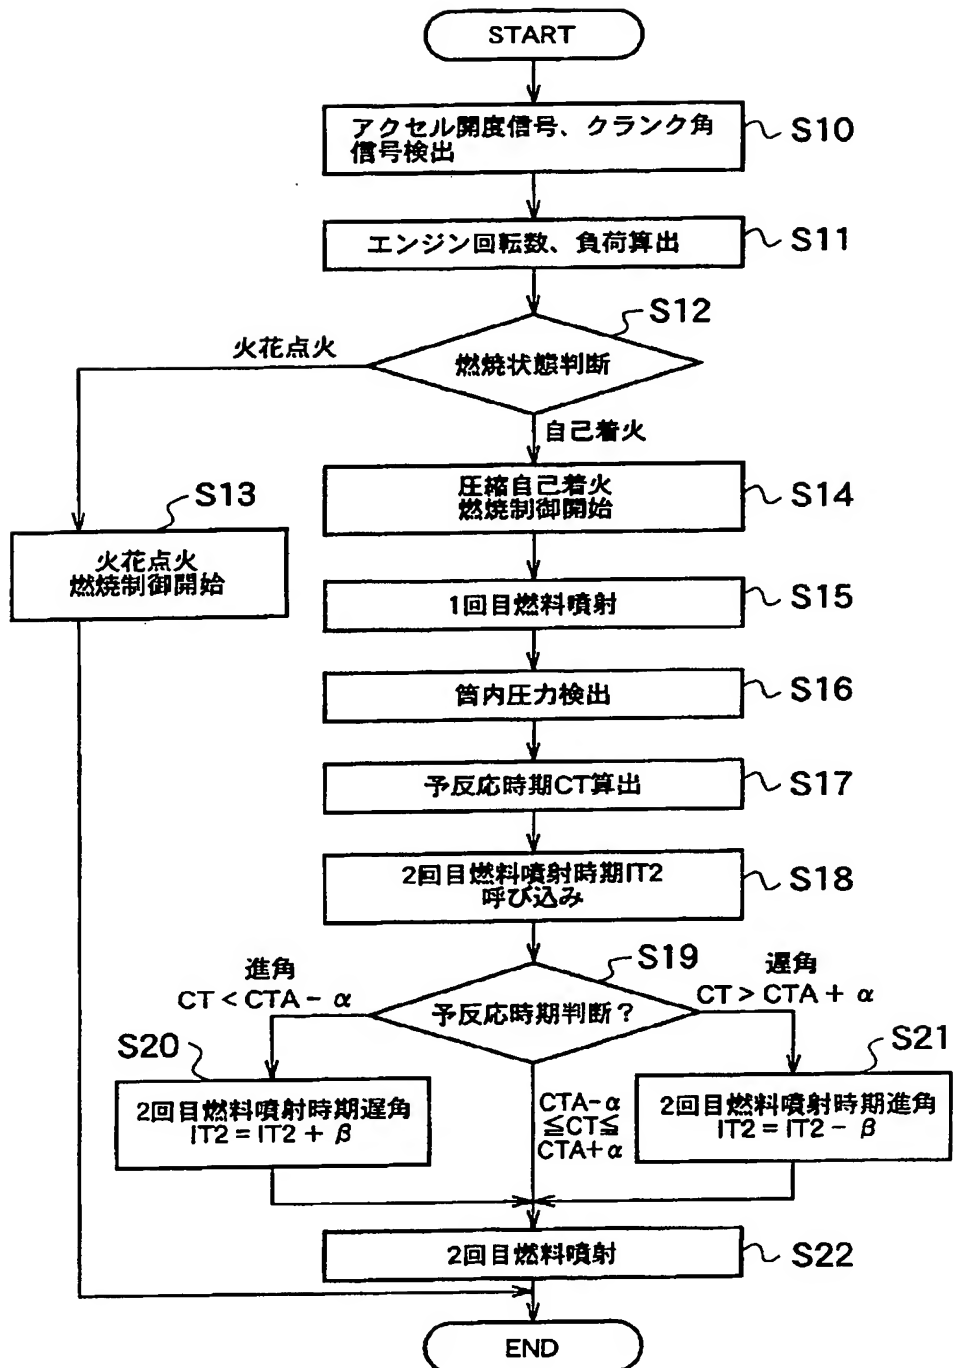 START
アクセル開度信号、クランク角
信号検出
S10
エンジン回転数、負荷算出
S11
S12
火花点火
燃焼状態判断
自己着火
圧縮自己着火
燃焼制御開始
S14
S13
火花点火
燃焼制御開始
1回目燃料噴射
S15
筒内圧力検出
S16
予反応時期CT算出
S17
2回目燃料噴射時期IT2
呼び込み
S18
S19
進角
CT < CTA - α
予反応時期判断?
遅角
CT > CTA + α
S20
2回目燃料噴射時期遅角
IT2 = IT2 + β
CTA-α
≦CT≦
CTA+α
S21
2回目燃料噴射時期進角
IT2 = IT2 - β
2回目燃料噴射
S22
END